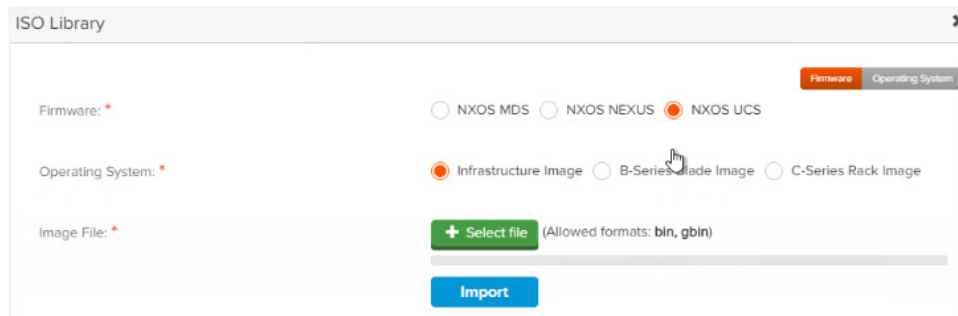 ISO Library
Firmware Operating System
Firmware: * NXOS MDS NXOS NEXUS NXOS UCS
Operating System: * Infrastructure Image B-Series Blade Image C-Series Rack Image
Image File: * + Select file (Allowed formats: bin, gbin)
Import